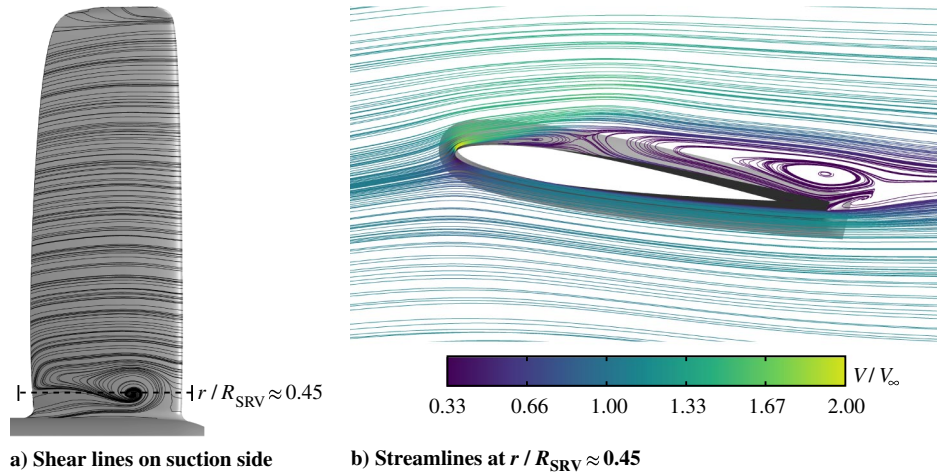 r / R_SRV ≈ 0.45
V / V_∞
0.33 0.66 1.00 1.33 1.67 2.00
a) Shear lines on suction side
b) Streamlines at r / R_SRV ≈ 0.45